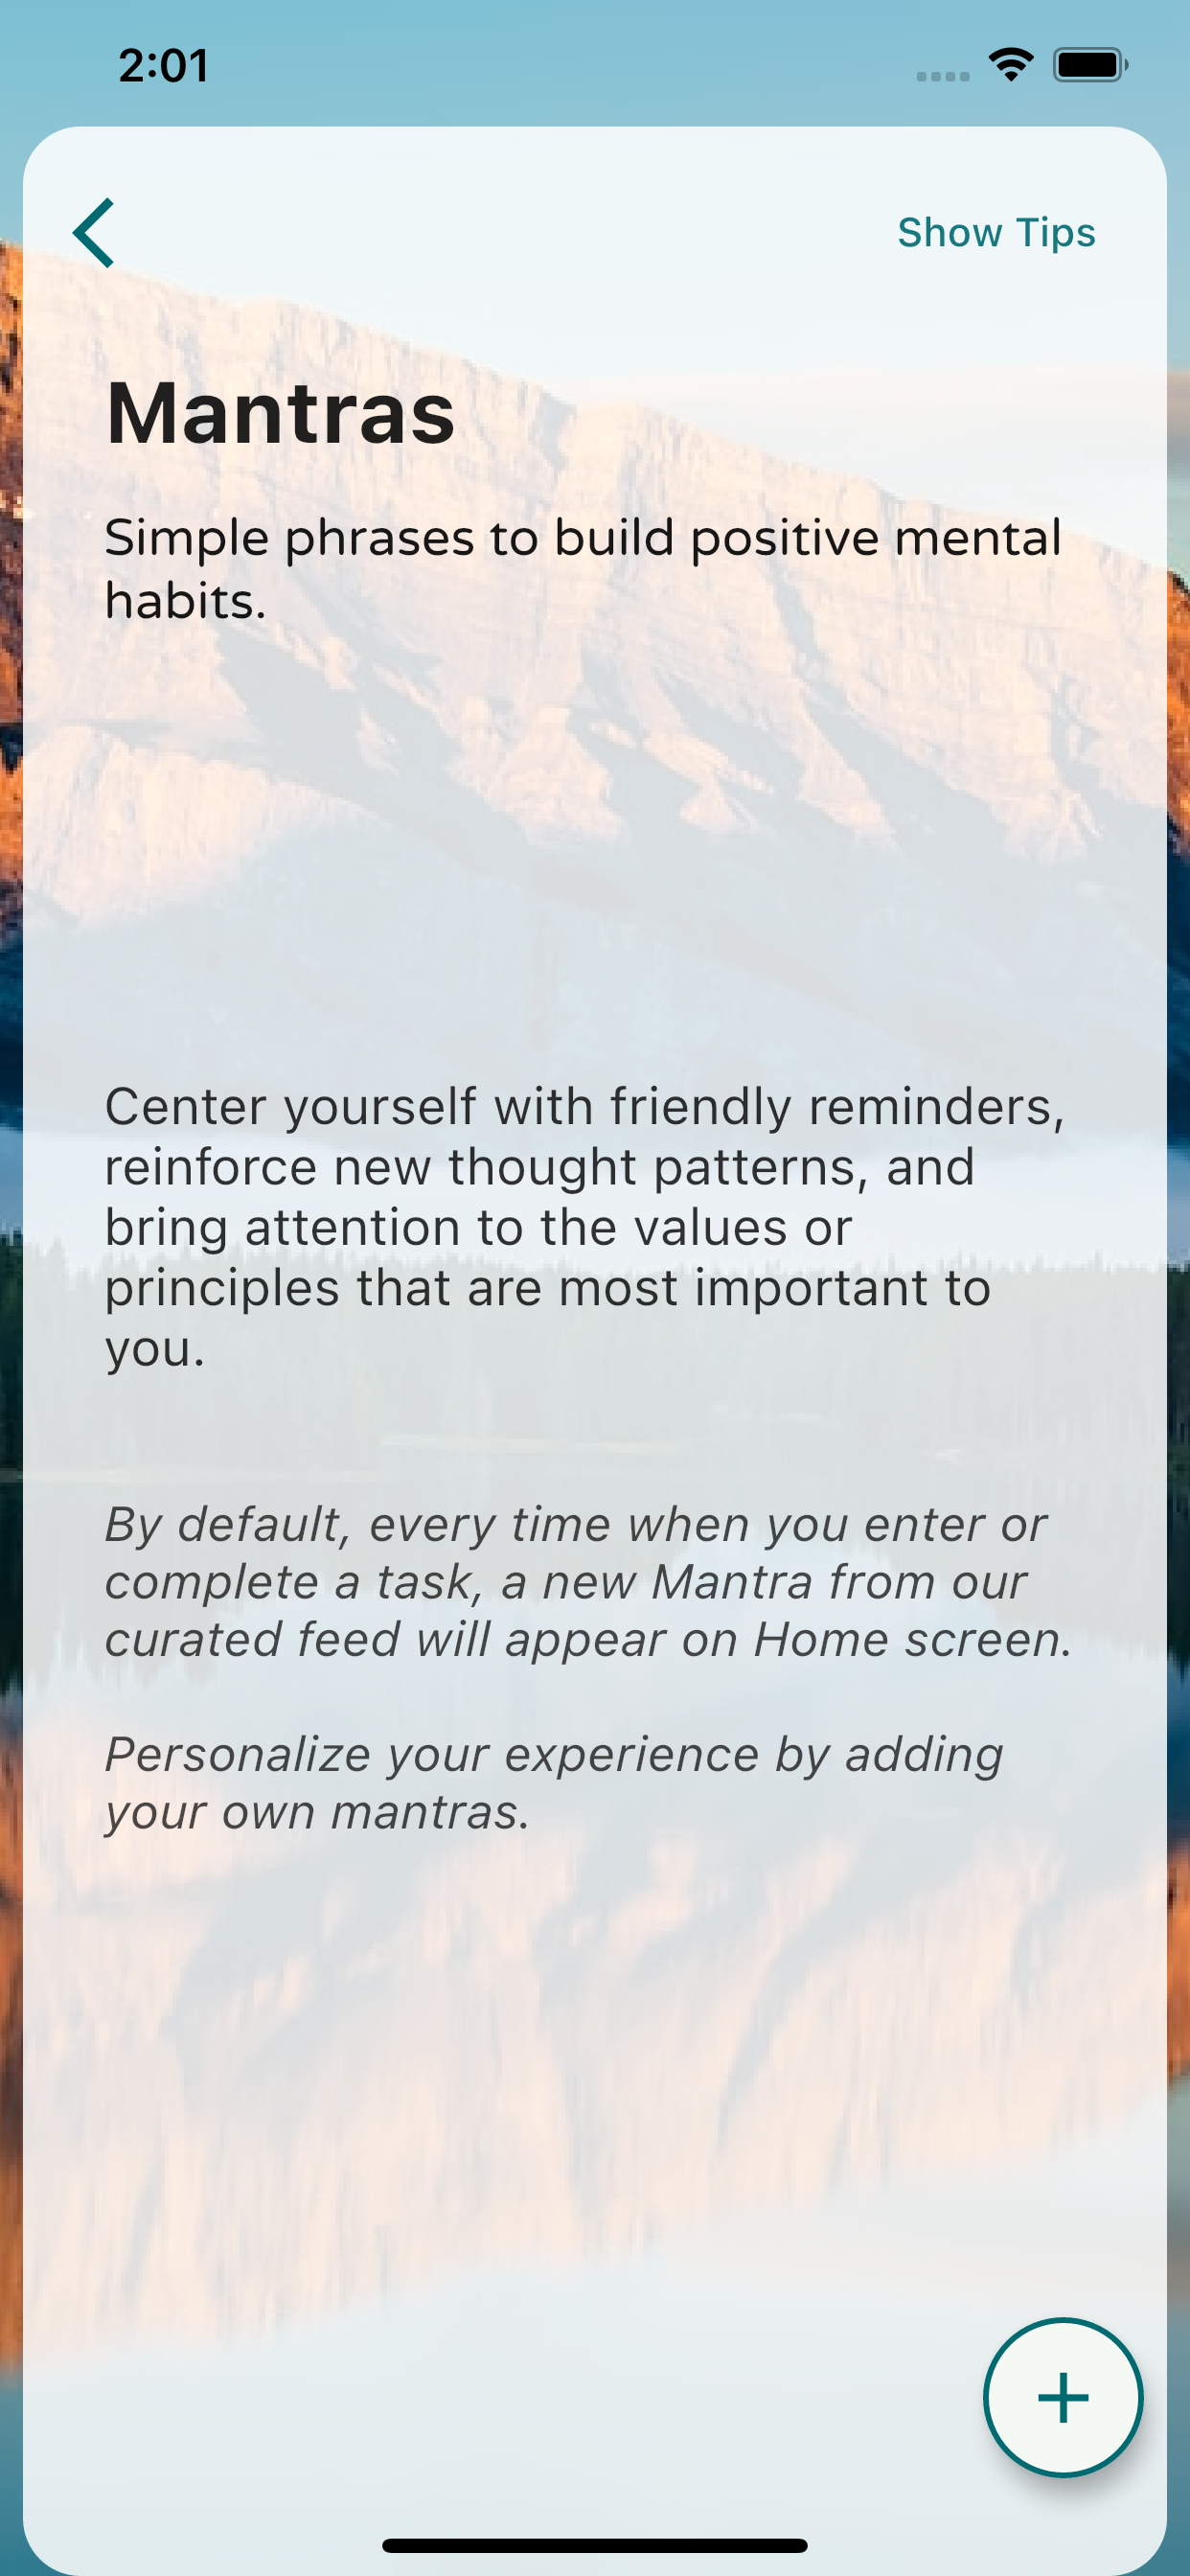 2:01
Show Tips
Mantras
Simple phrases to build positive mental
habits.
Center yourself with friendly reminders,
reinforce new thought patterns, and
bring attention to the values or
principles that are most important to
you.
By default, every time when you enter or
complete a task, a new Mantra from our
curated feed will appear on Home screen.
Personalize your experience by adding
your own mantras.